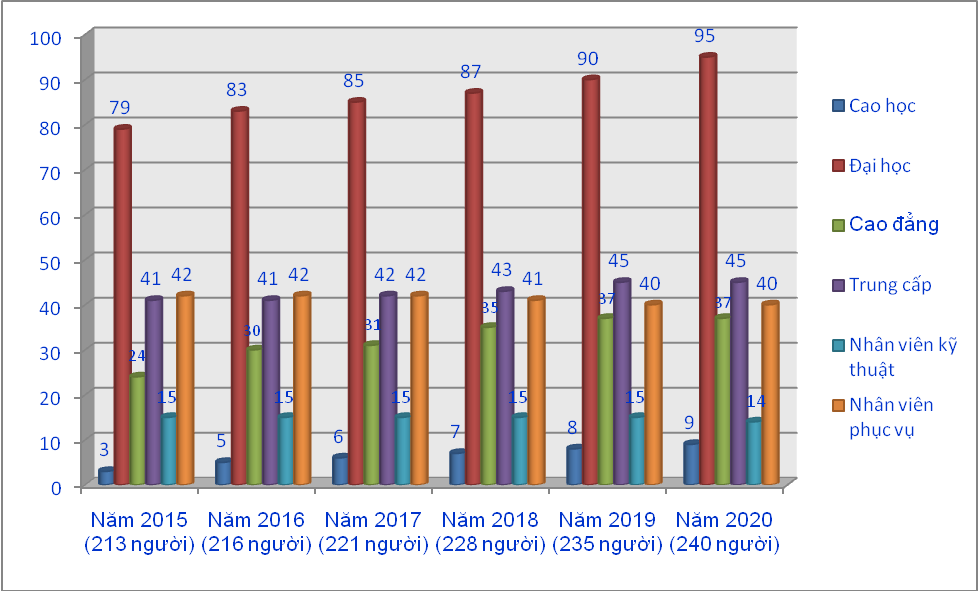 100
90
80
70
60
50
40
30
20
10
0
79 83 85 87 90 95
3 24 41 15 42
5 30 41 15 42
6 31 42 15 42
7 35 43 15 41
8 37 45 15 40
9 37 45 14 40
Năm 2015 Năm 2016 Năm 2017 Năm 2018 Năm 2019 Năm 2020
(213 người) (216 người) (221 người) (228 người) (235 người) (240 người)
Cao học
Đại học
Cao đẳng
Trung cấp
Nhân viên kỹ
thuật
Nhân viên
phục vụ